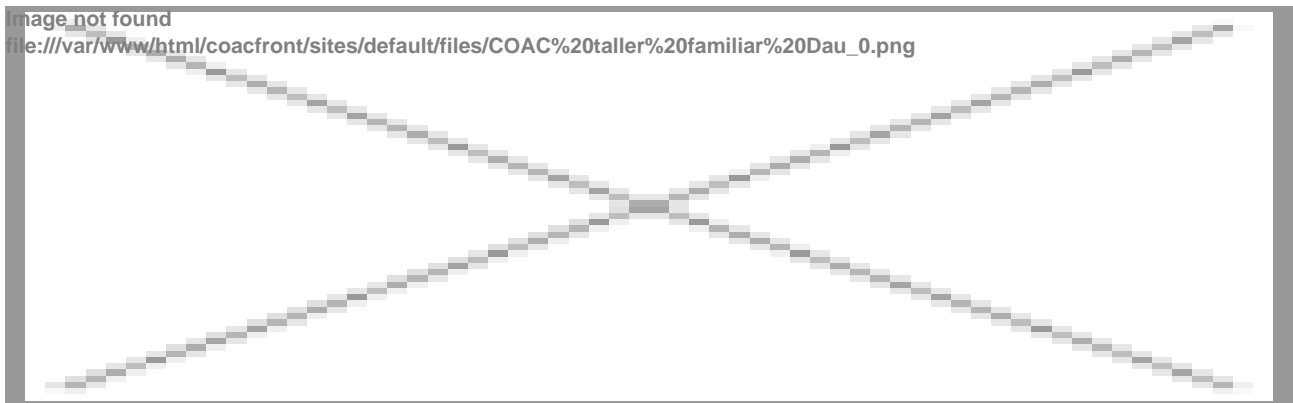 Image not found
file:///var/www/html/coacfront/sites/default/files/COAC%20taller%20familiar%20Dau_0.png